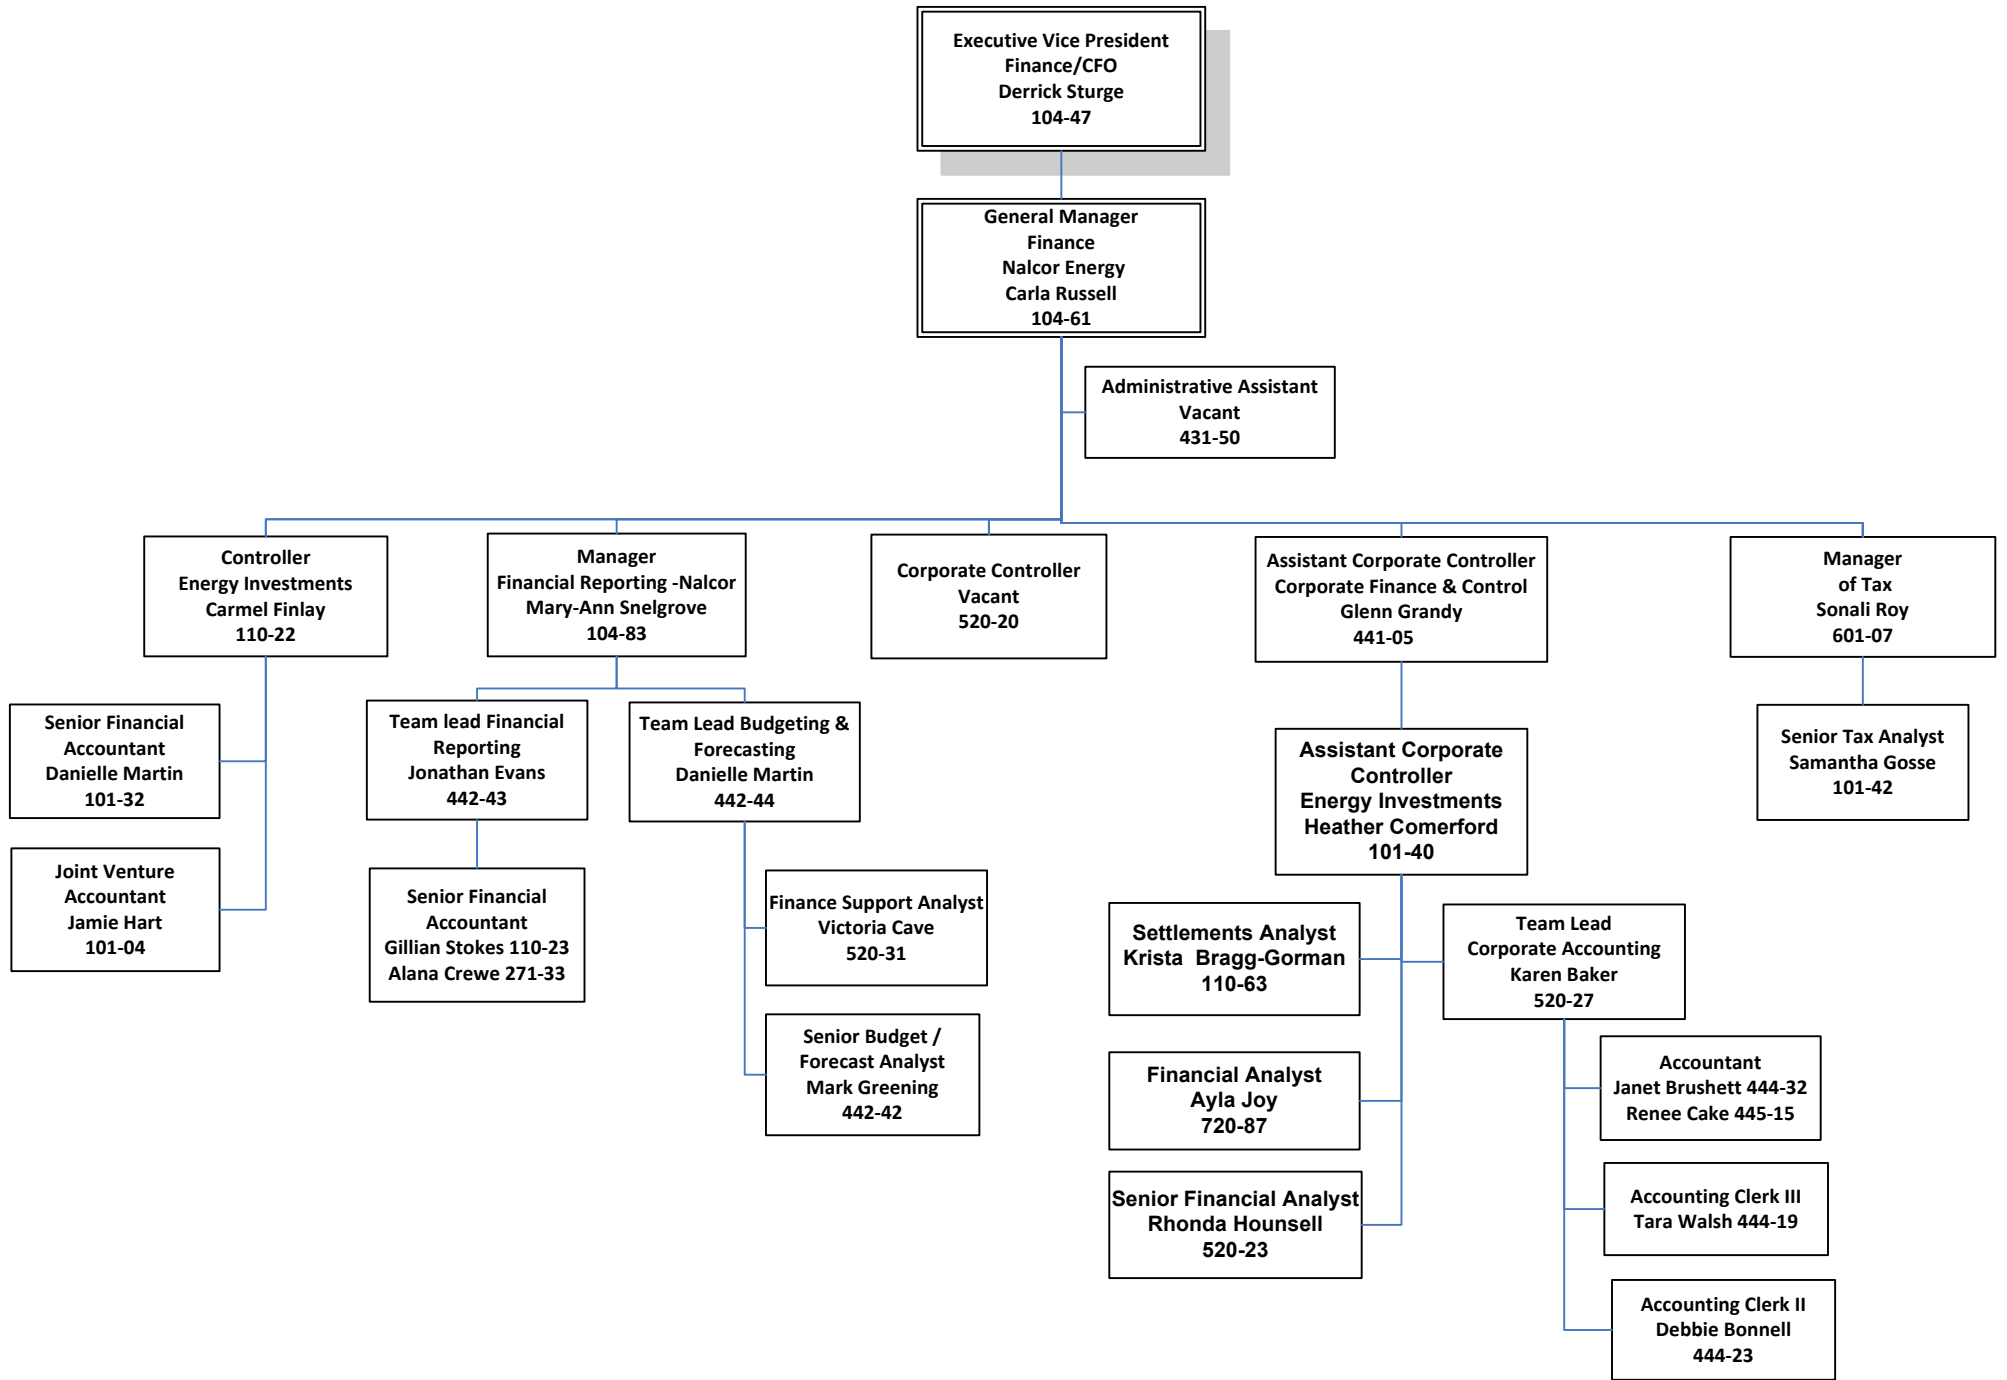 Executive Vice President
Finance/CFO
Derrick Sturge
104-47
General Manager
Finance
Nalcor Energy
Carla Russell
104-61
Administrative Assistant
Vacant
431-50
Controller
Energy Investments
Carmel Finlay
110-22
Manager
Financial Reporting -Nalcor
Mary-Ann Snelgrove
104-83
Corporate Controller
Vacant
520-20
Assistant Corporate Controller
Corporate Finance & Control
Glenn Grandy
441-05
Manager
of Tax
Sonali Roy
601-07
Senior Financial
Accountant
Danielle Martin
101-32
Joint Venture
Accountant
Jamie Hart
101-04
Team lead Financial
Reporting
Jonathan Evans
442-43
Senior Financial
Accountant
Gillian Stokes 110-23
Alana Crewe 271-33
Team Lead Budgeting &
Forecasting
Danielle Martin
442-44
Finance Support Analyst
Victoria Cave
520-31
Senior Budget /
Forecast Analyst
Mark Greening
442-42
Assistant Corporate
Controller
Energy Investments
Heather Comerford
101-40
Settlements Analyst
Krista  Bragg-Gorman
110-63
Financial Analyst
Ayla Joy
720-87
Senior Financial Analyst
Rhonda Hounsell
520-23
Team Lead
Corporate Accounting
Karen Baker
520-27
Accountant
Janet Brushett 444-32
Renee Cake 445-15
Accounting Clerk III
Tara Walsh 444-19
Accounting Clerk II
Debbie Bonnell
444-23
Senior Tax Analyst
Samantha Gosse
101-42